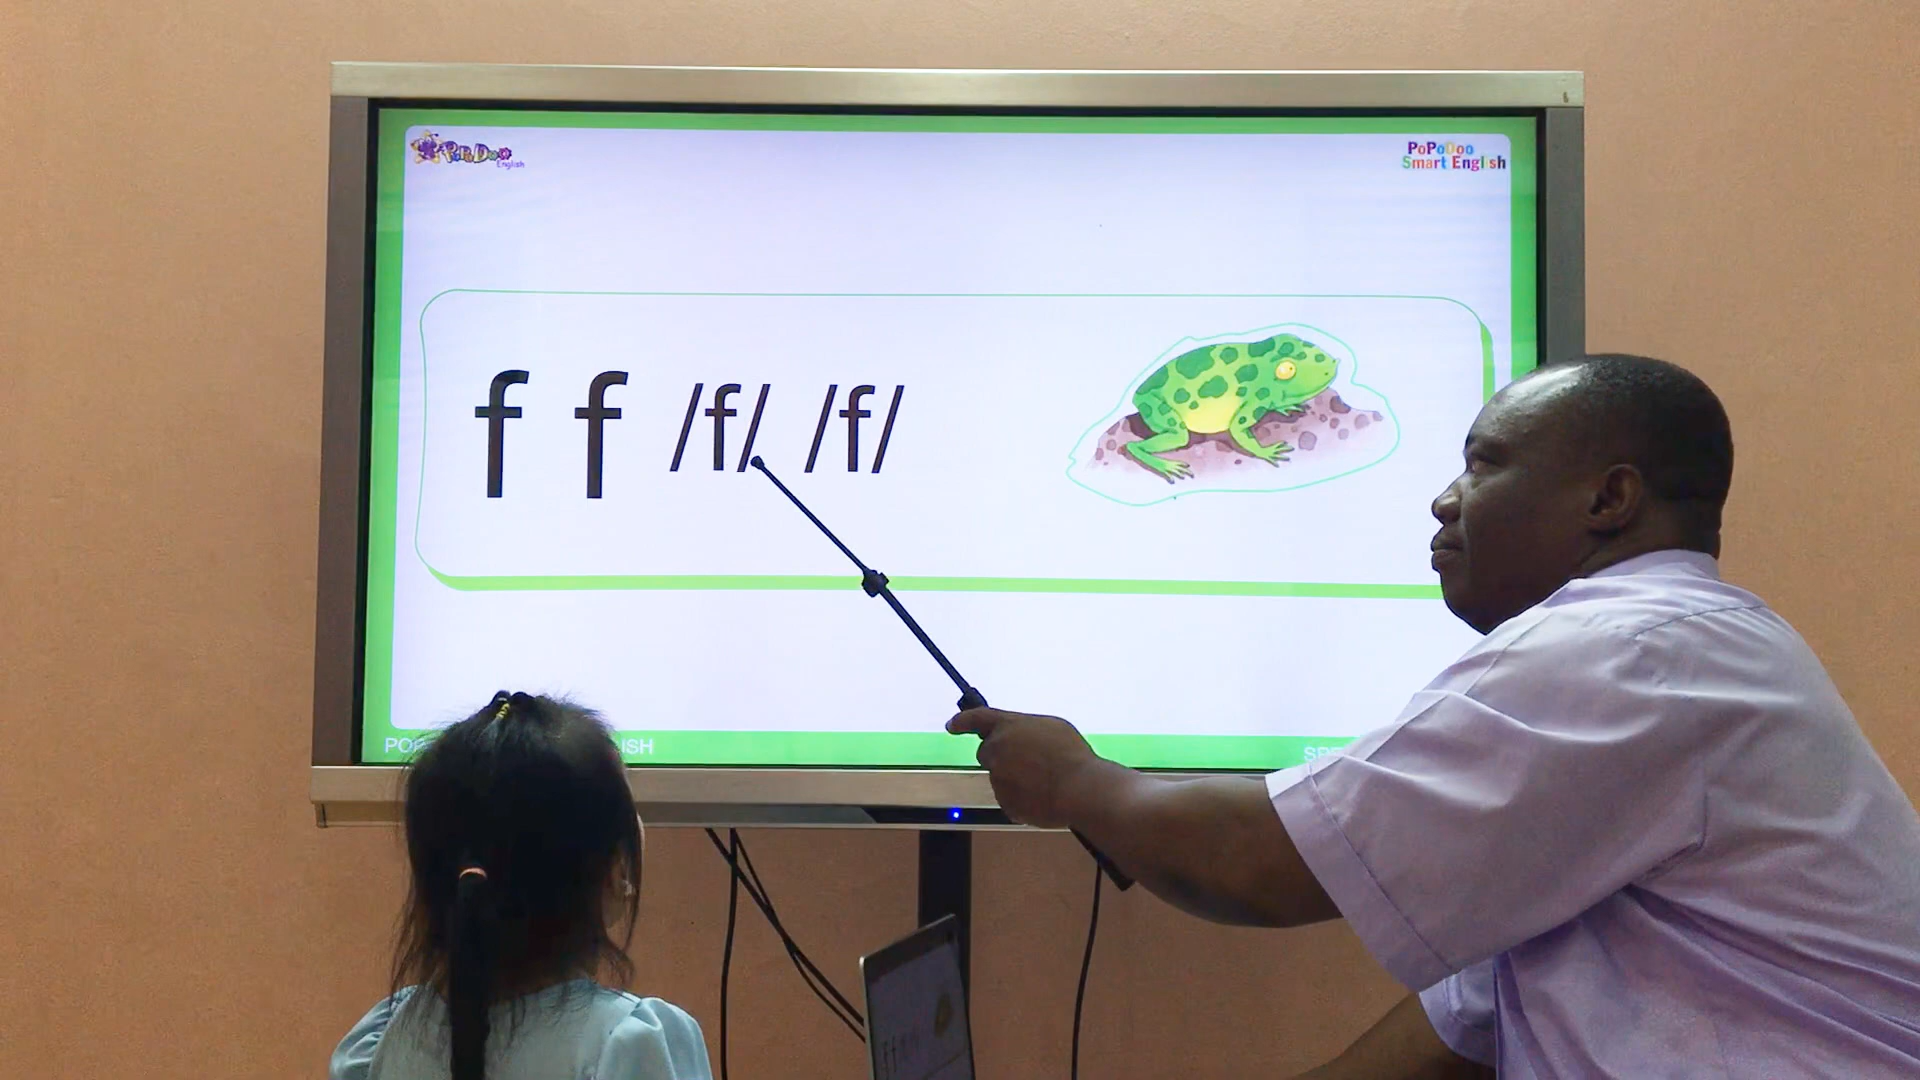 PoPoDoo
English
PoPoDoo
Smart English
f f /f/ /f/